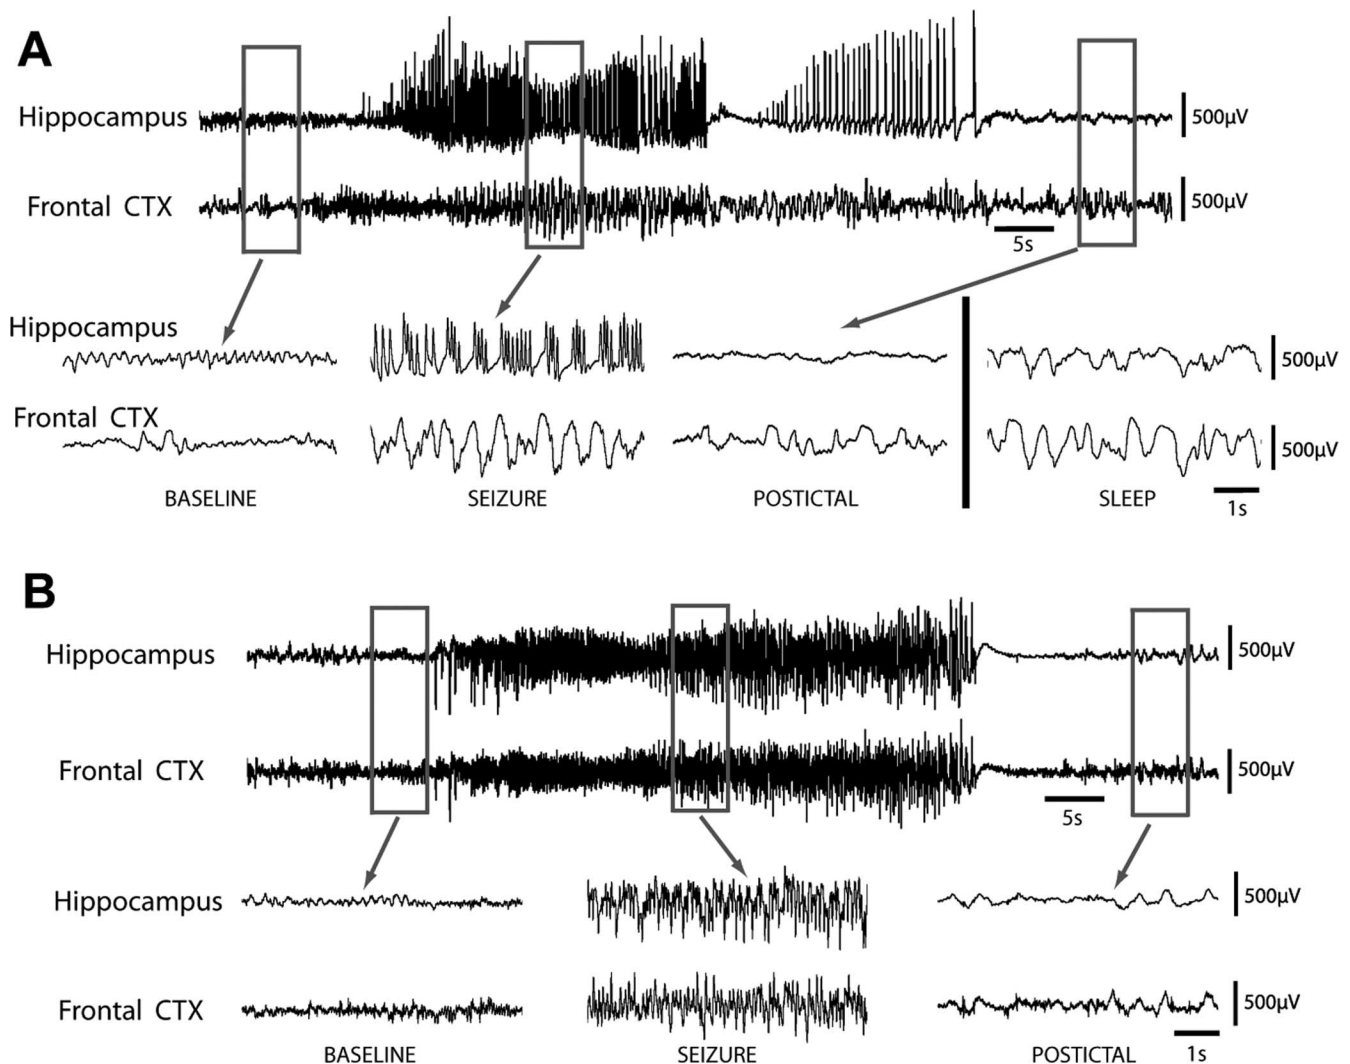 A
Hippocampus
500µV
Frontal CTX
500µV
5s
Hippocampus
500µV
Frontal CTX
500µV
BASELINE SEIZURE POSTICTAL SLEEP
1s
B
Hippocampus
500µV
Frontal CTX
500µV
5s
Hippocampus
500µV
Frontal CTX
500µV
BASELINE SEIZURE POSTICTAL 1s